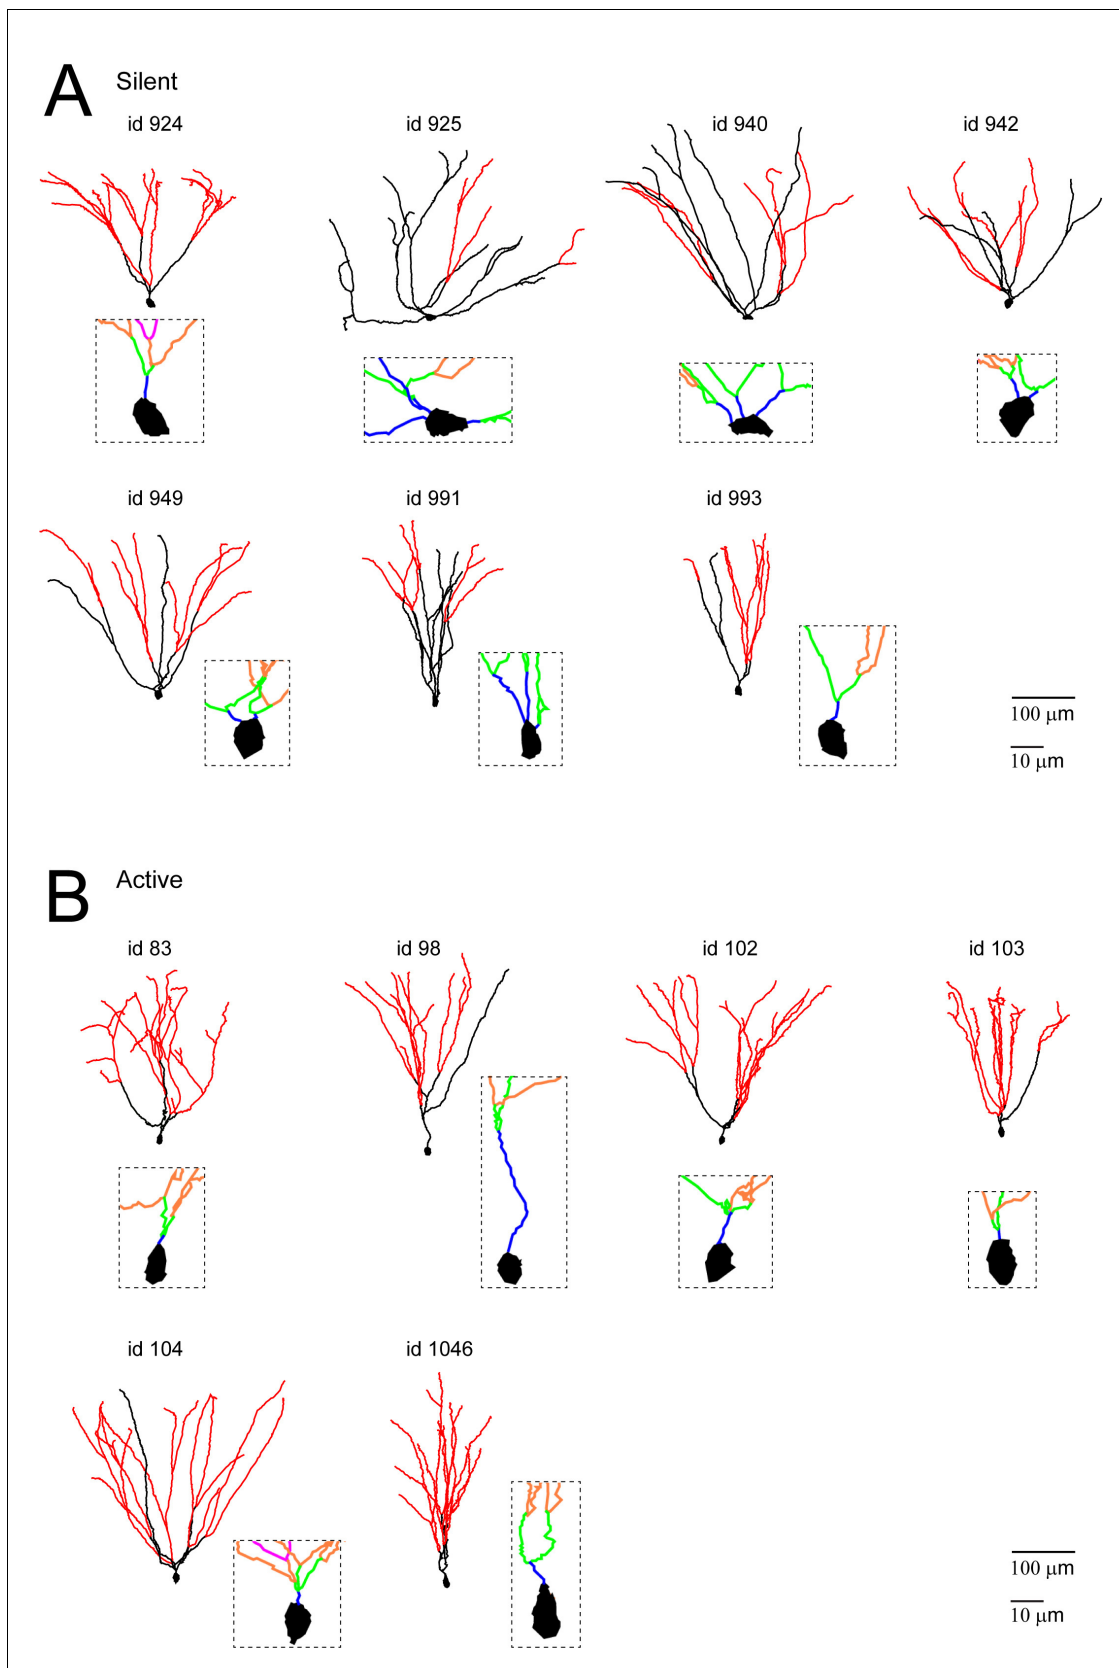 A Silent
id 924 id 925 id 940 id 942
id 949 id 991 id 993
100 μm
10 μm
B Active
id 83 id 98 id 102 id 103
id 104 id 1046
100 μm
10 μm